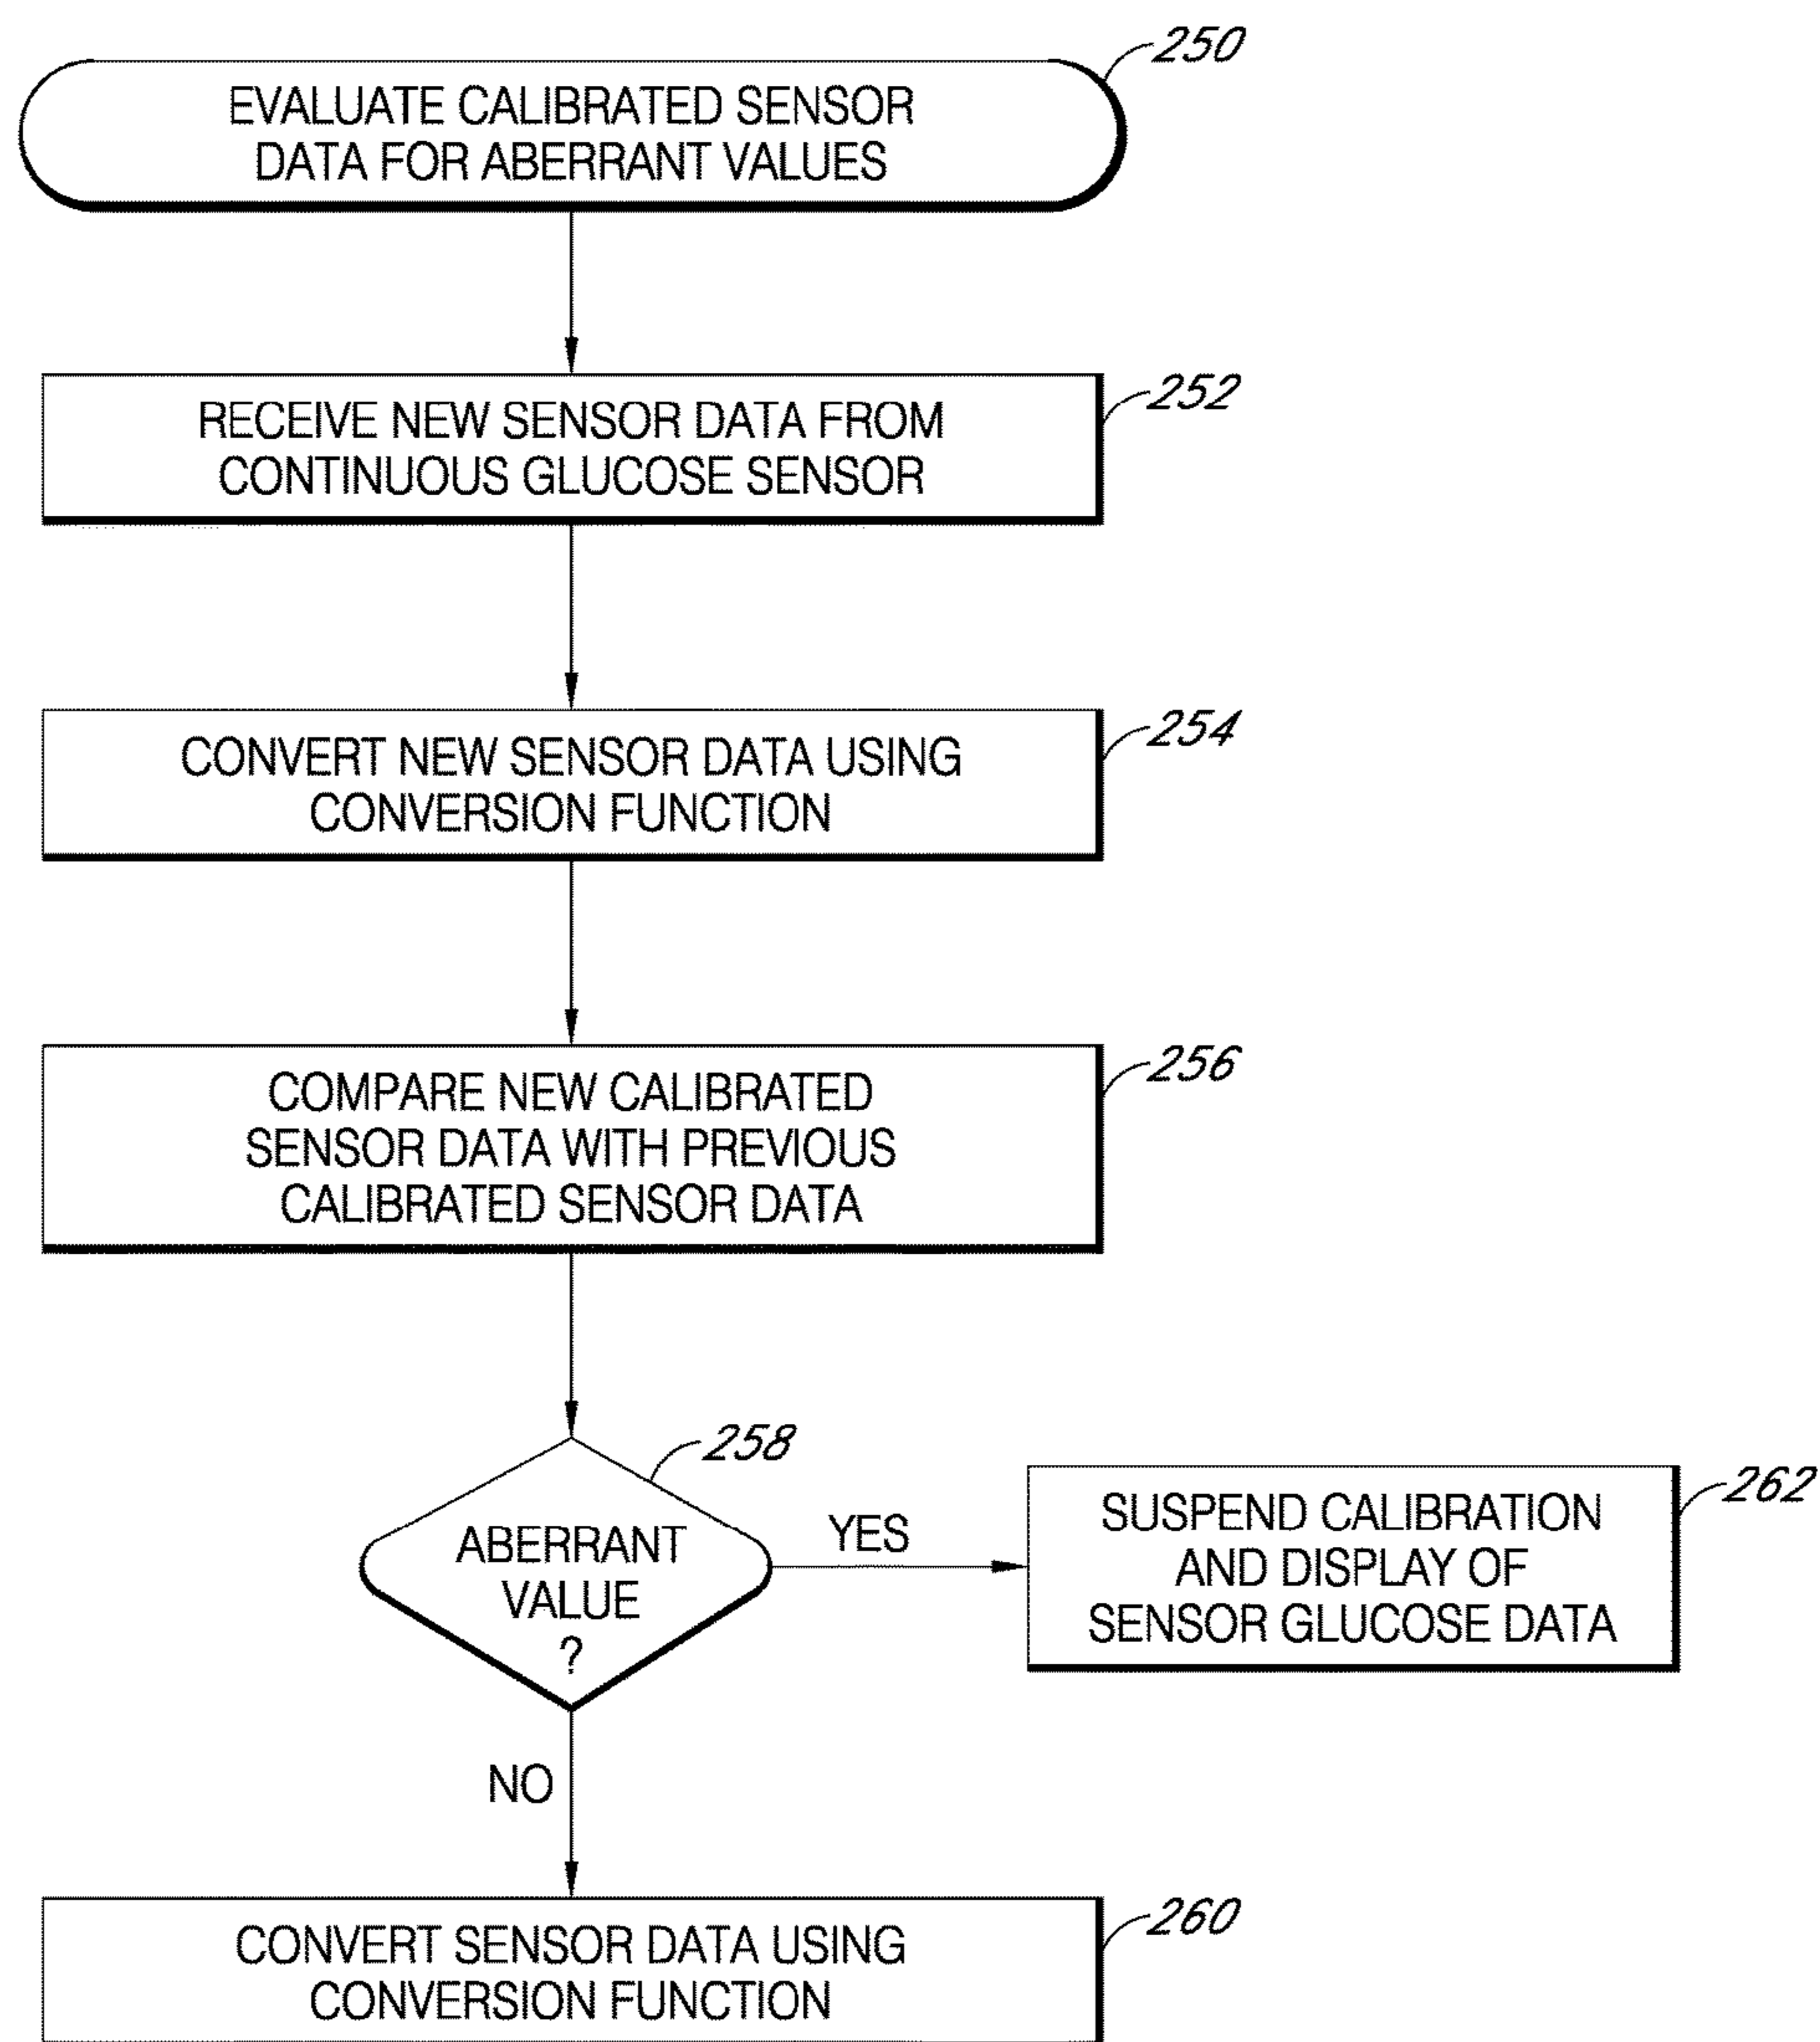 250
EVALUATE CALIBRATED SENSOR
DATA FOR ABERRANT VALUES
252
RECEIVE NEW SENSOR DATA FROM
CONTINUOUS GLUCOSE SENSOR
254
CONVERT NEW SENSOR DATA USING
CONVERSION FUNCTION
256
COMPARE NEW CALIBRATED
SENSOR DATA WITH PREVIOUS
CALIBRATED SENSOR DATA
258
ABERRANT
VALUE
?
YES
262
SUSPEND CALIBRATION
AND DISPLAY OF
SENSOR GLUCOSE DATA
NO
260
CONVERT SENSOR DATA USING
CONVERSION FUNCTION